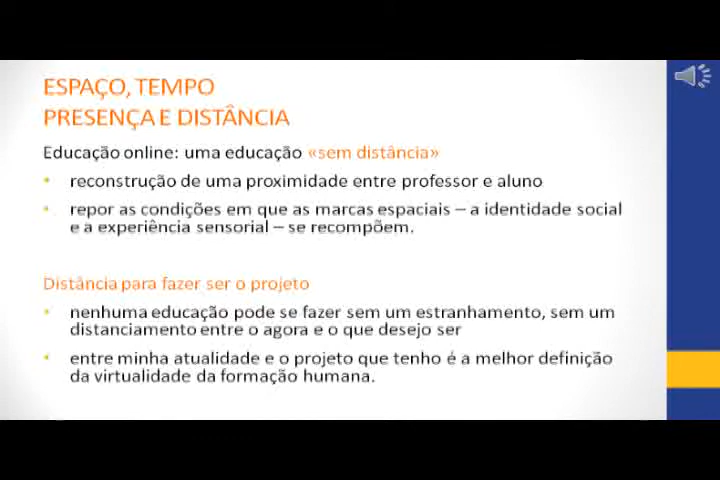 ESPAÇO, TEMPO
PRESENÇA E DISTÂNCIA
Educação online: uma educação «sem distância»
• reconstrução de uma proximidade entre professor e aluno
• repor as condições em que as marcas espaciais – a identidade social
e a experiência sensorial – se recompõem.
Distância para fazer ser o projeto
• nenhuma educação pode se fazer sem um estranhamento, sem um
distanciamento entre o agora e o que desejo ser
• entre minha atualidade e o projeto que tenho é a melhor definição
da virtualidade da formação humana.